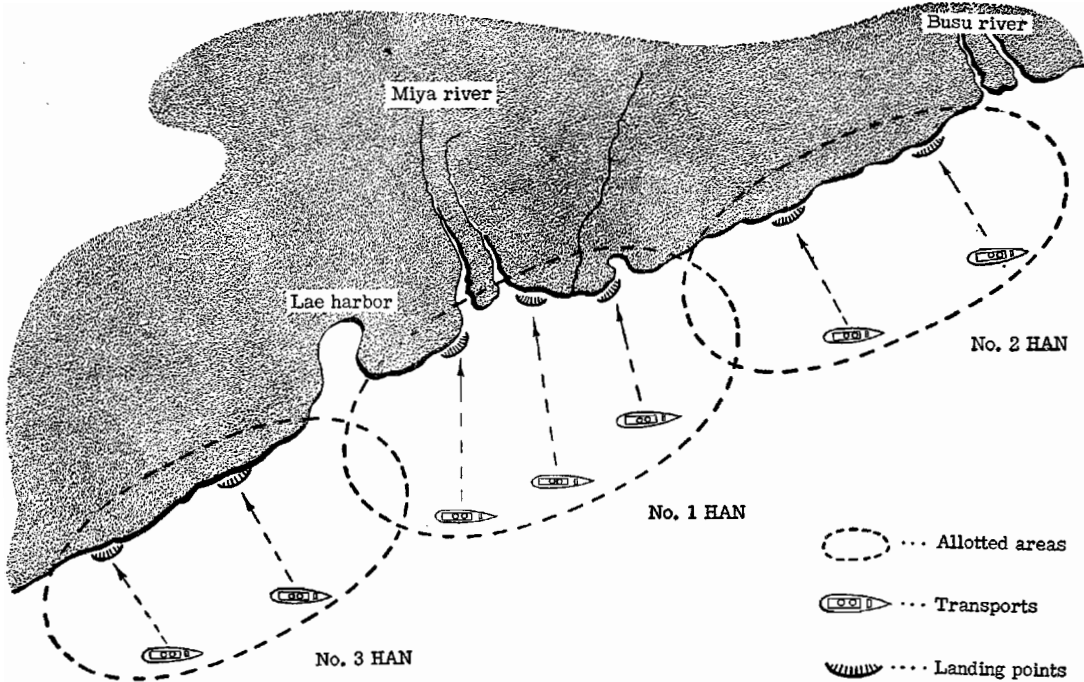 Busu river
Miya river
Lae harbor
No. 2 HAN
No. 1 HAN
No. 3 HAN
···· Allotted areas
···· Transports
···· Landing points